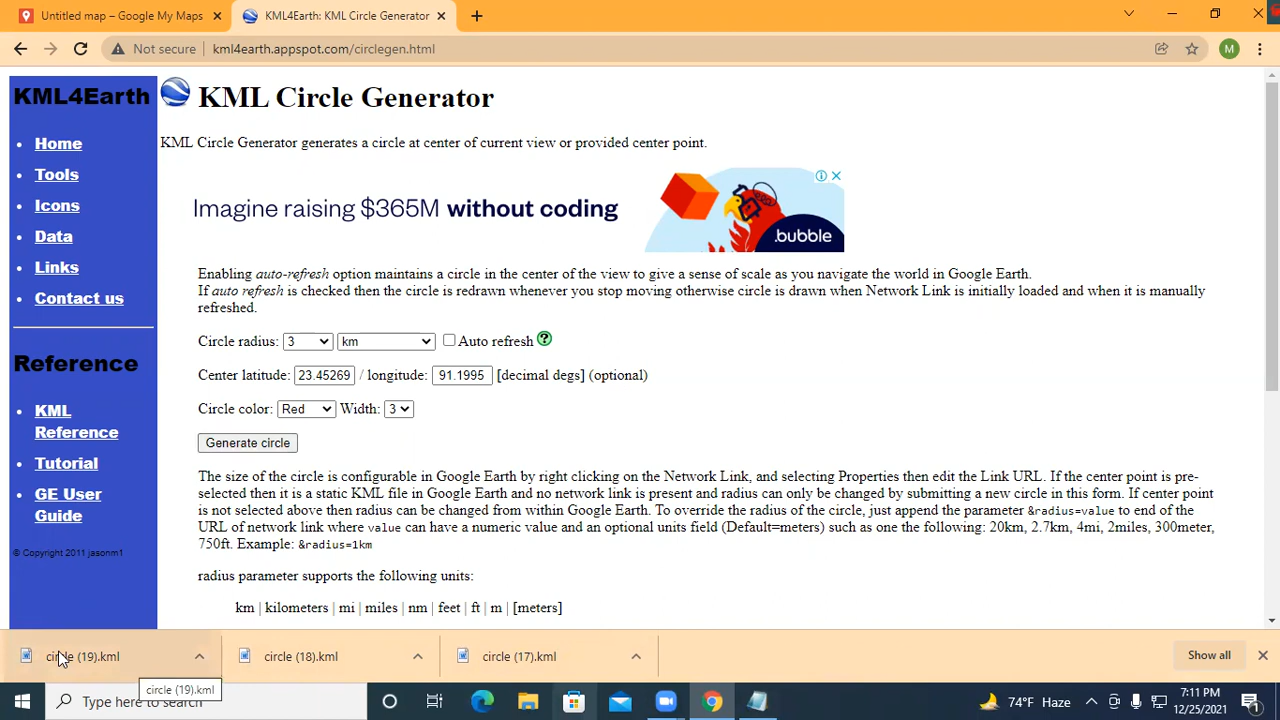 Untitled map – Google My Maps
KML4Earth: KML Circle Generator
Not secure
kml4earth.appspot.com/circlegen.html
M
KML4Earth
Home
Tools
Icons
Data
Links
Contact us
Reference
KML
Reference
Tutorial
GE User
Guide
© Copyright 2011 jasonm1
KML Circle Generator
KML Circle Generator generates a circle at center of current view or provided center point.
Imagine raising $365M without coding
.bubble
Enabling auto-refresh option maintains a circle in the center of the view to give a sense of scale as you navigate the world in Google Earth.
If auto refresh is checked then the circle is redrawn whenever you stop moving otherwise circle is drawn when Network Link is initially loaded and when it is manually
refreshed.
Circle radius: 3 km Auto refresh ?
Center latitude: 23.45269 / longitude: 91.1995 [decimal degs] (optional)
Circle color: Red Width: 3
Generate circle
The size of the circle is configurable in Google Earth by right clicking on the Network Link, and selecting Properties then edit the Link URL. If the center point is pre-
selected then it is a static KML file in Google Earth and no network link is present and radius can only be changed by submitting a new circle in this form. If center point
is not selected above then radius can be changed from within Google Earth. To override the radius of the circle, just append the parameter &radius=value to end of the
URL of network link where value can have a numeric value and an optional units field (Default=meters) such as one the following: 20km, 2.7km, 4mi, 2miles, 300meter,
750ft. Example: &radius=1km
radius parameter supports the following units:
km | kilometers | mi | miles | nm | feet | ft | m | [meters]
circle (19).kml
circle (18).kml
circle (17).kml
Show all
circle (19).kml
Type here to search
74°F Haze
7:11 PM
12/25/2021
1